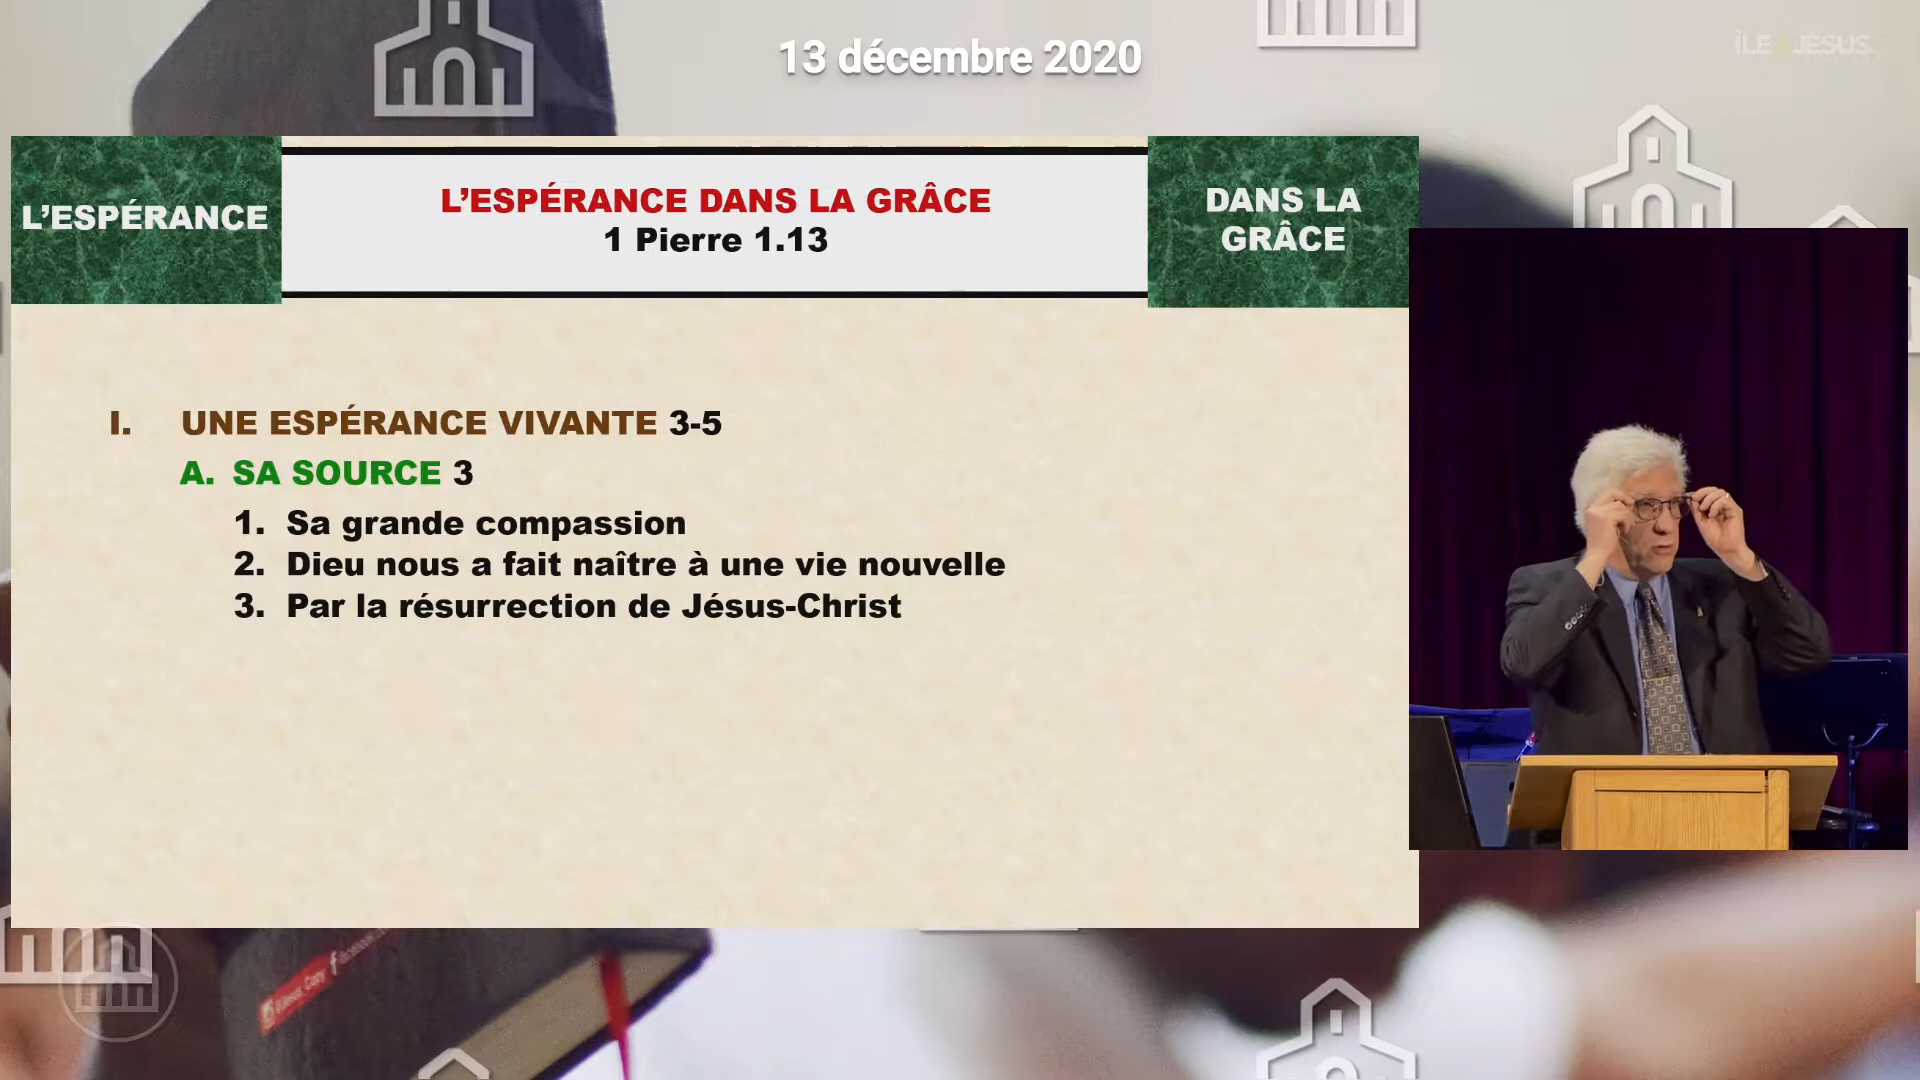 13 décembre 2020
ÎLE JÉSUS
L’ESPÉRANCE
L’ESPÉRANCE DANS LA GRÂCE
1 Pierre 1.13
DANS LA
GRÂCE
I. UNE ESPÉRANCE VIVANTE 3-5
A. SA SOURCE 3
1. Sa grande compassion
2. Dieu nous a fait naître à une vie nouvelle
3. Par la résurrection de Jésus-Christ